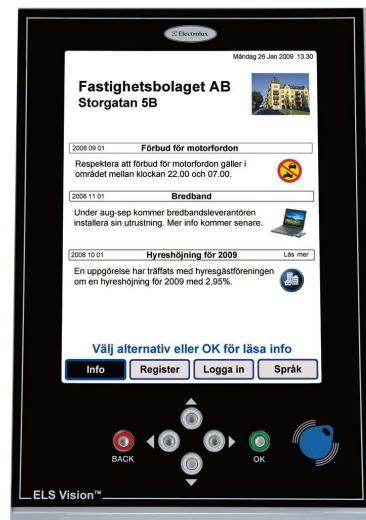 Electrolux
Måndag 26 Jan 2009 13.30
Fastighetsbolaget AB
Storgatan 5B
2008 09 01 Förbud för motorfordon
Respektera att förbud för motorfordon gäller i
området mellan klockan 22.00 och 07.00.
2008 11 01 Bredband
Under aug-sep kommer bredbandsleverantören
installera sin utrustning. Mer info kommer senare.
2008 10 01 Hyreshöjning för 2009 Läs mer
En uppgörelse har träffats med hyresgästföreningen
om en hyreshöjning för 2009 med 2,95%.
Välj alternativ eller OK för läsa info
Info Register Logga in Språk
BACK OK
ELS Vision™